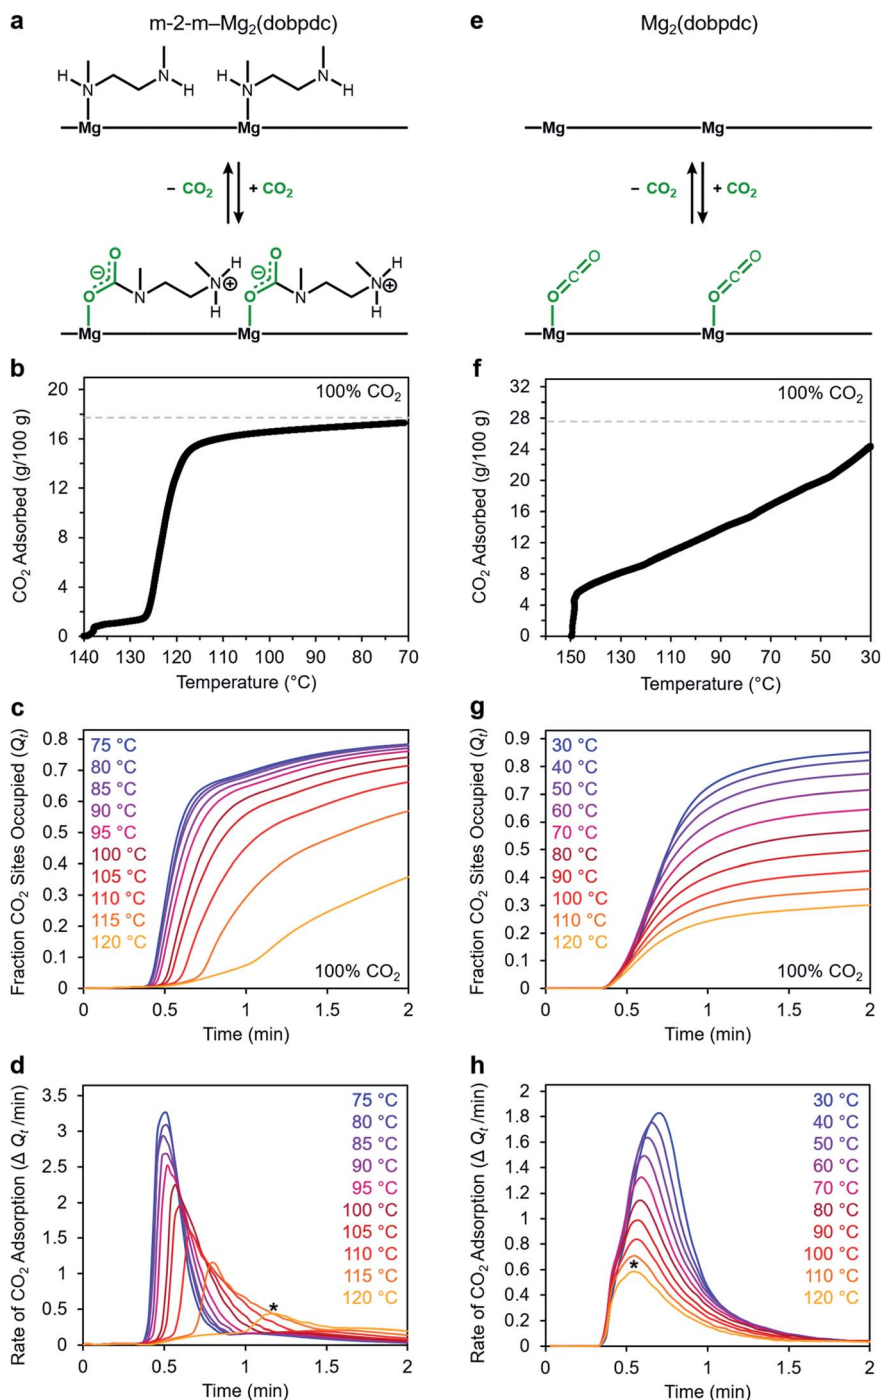 a
m-2-m–Mg₂(dobpdc)
H N N H
H N N H
Mg Mg
− CO₂ + CO₂
O ⊖ O N N H H ⊕
O ⊖ O N N H H ⊕
Mg Mg
b
100% CO₂
CO₂ Adsorbed (g/100 g)
20
16
12
8
4
0
140 130 120 110 100 90 80 70
Temperature (°C)
c
Fraction CO₂ Sites Occupied (Qₜ)
0.8
0.7
0.6
0.5
0.4
0.3
0.2
0.1
0
75 °C
80 °C
85 °C
90 °C
95 °C
100 °C
105 °C
110 °C
115 °C
120 °C
100% CO₂
0 0.5 1 1.5 2
Time (min)
d
Rate of CO₂ Adsorption (Δ Qₜ /min)
3.5
3
2.5
2
1.5
1
0.5
0
75 °C
80 °C
85 °C
90 °C
95 °C
100 °C
105 °C
110 °C
115 °C
120 °C
*
0 0.5 1 1.5 2
Time (min)
e
Mg₂(dobpdc)
Mg Mg
− CO₂ + CO₂
O C O
O C O
Mg Mg
f
100% CO₂
CO₂ Adsorbed (g/100 g)
32
28
24
20
16
12
8
4
0
150 130 110 90 70 50 30
Temperature (°C)
g
Fraction CO₂ Sites Occupied (Qₜ)
0.9
0.8
0.7
0.6
0.5
0.4
0.3
0.2
0.1
0
30 °C
40 °C
50 °C
60 °C
70 °C
80 °C
90 °C
100 °C
110 °C
120 °C
100% CO₂
0 0.5 1 1.5 2
Time (min)
h
Rate of CO₂ Adsorption (Δ Qₜ /min)
2
1.8
1.6
1.4
1.2
1
0.8
0.6
0.4
0.2
0
30 °C
40 °C
50 °C
60 °C
70 °C
80 °C
90 °C
100 °C
110 °C
120 °C
*
0 0.5 1 1.5 2
Time (min)